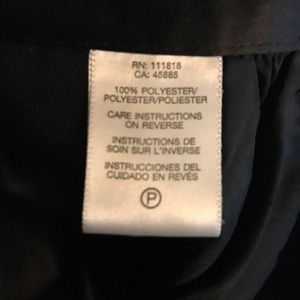 RN: 111818
CA: 45885
100% POLYESTER/
POLYESTER/POLIESTER
CARE INSTRUCTIONS
ON REVERSE
INSTRUCTIONS DE
SOIN SUR L'INVERSE
INSTRUCCIONES DEL
CUIDADO EN REVÉS
P